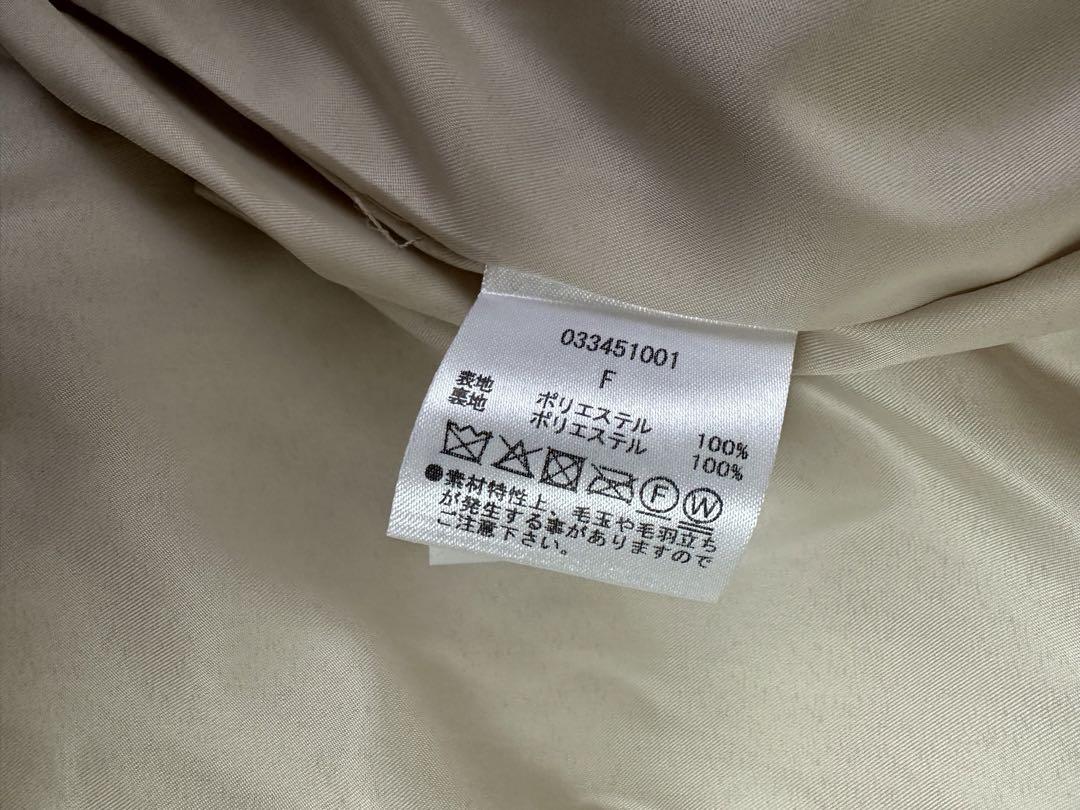 033451001
F
表地 ポリエステル 100%
裏地 ポリエステル 100%
F W
●素材特性上、毛玉や毛羽立ち
が発生する事がありますので
ご注意下さい。